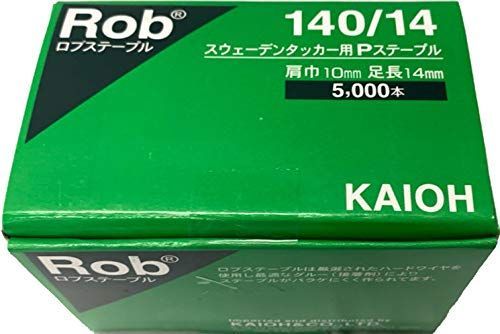 Rob®
ロブステープル
140/14
スウェーデンタッカー用Pステープル
肩巾10mm 足長14mm
5,000本
KAIOH
Rob®
ロブステープル
ロブステープルは厳選されたハードワイヤを
使用し最適なグルー(接着剤)により
ステープルがバラケにくく作られてます。
Imported and distributed by
KAIOH&CO.,LTD.